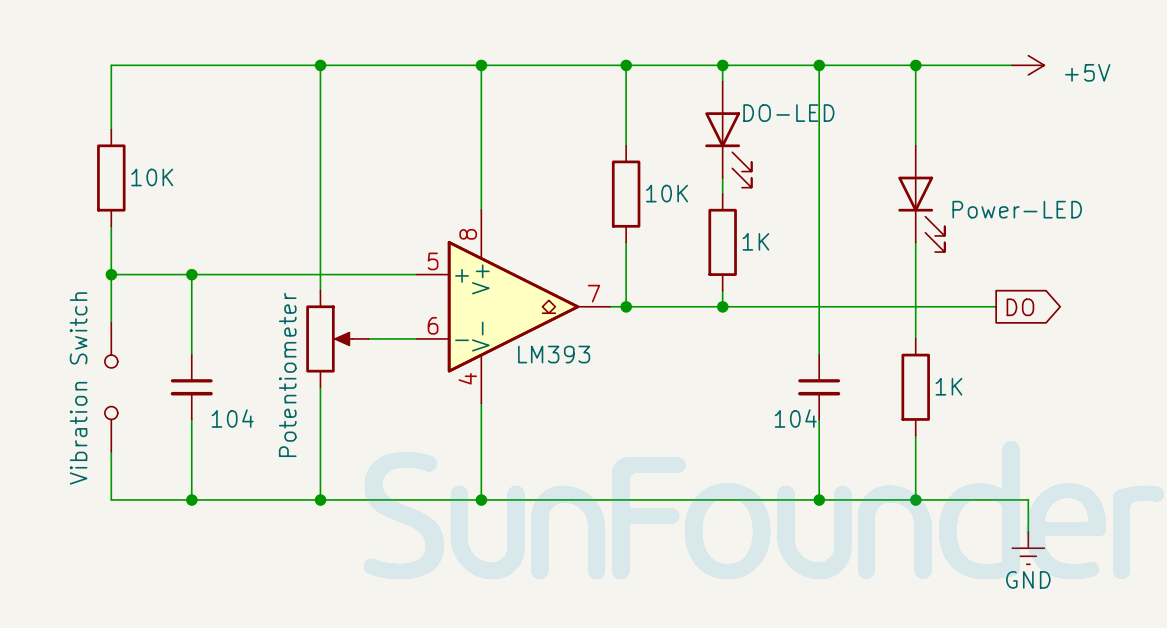 +5V
DO-LED
10K
10K
Power-LED
8
1K
5
+
V+
7
DO
Vibration Switch
Potentiometer
6
−
V−
LM393
4
1K
104
104
SunFounder
GND